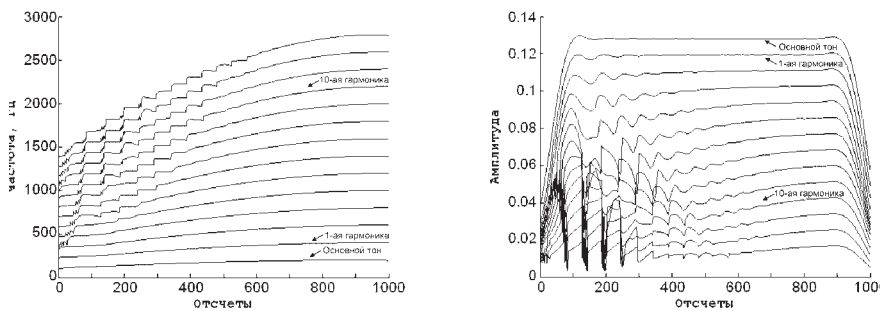 3000
2500
2000
1500
1000
500
0
Частота, Гц
10-ая гармоника
1-ая гармоника
Основной тон
0
200
400
600
800
1000
Отсчеты
0.14
0.12
0.1
0.08
0.06
0.04
0.02
0
Амплитуда
Основной тон
1-ая гармоника
10-ая гармоника
0
200
400
600
800
1000
Отсчеты